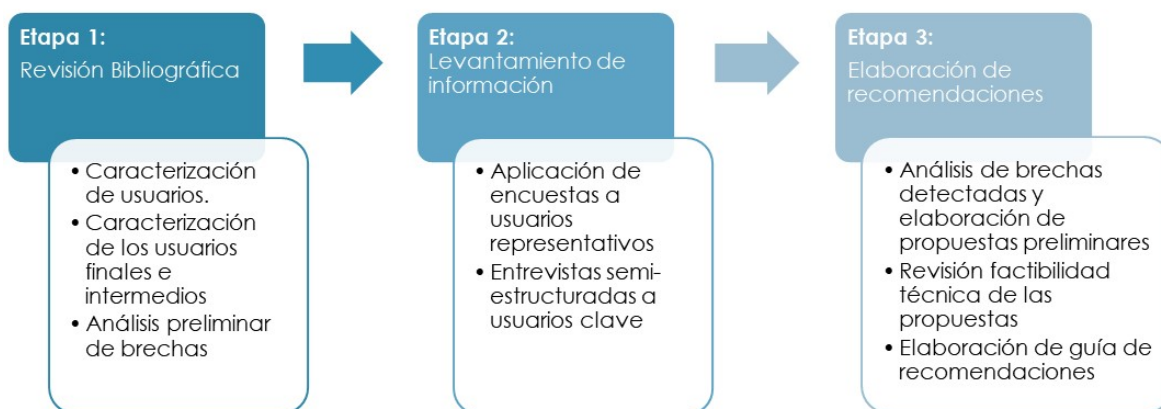 Etapa 1:
Revisión Bibliográfica
• Caracterización
de usuarios.
• Caracterización
de los usuarios
finales e
intermedios
• Análisis preliminar
de brechas
Etapa 2:
Levantamiento de
información
• Aplicación de
encuestas a
usuarios
representativos
• Entrevistas semi-
estructuradas a
usuarios clave
Etapa 3:
Elaboración de
recomendaciones
• Análisis de brechas
detectadas y
elaboración de
propuestas preliminares
• Revisión factibilidad
técnica de las
propuestas
• Elaboración de guía de
recomendaciones